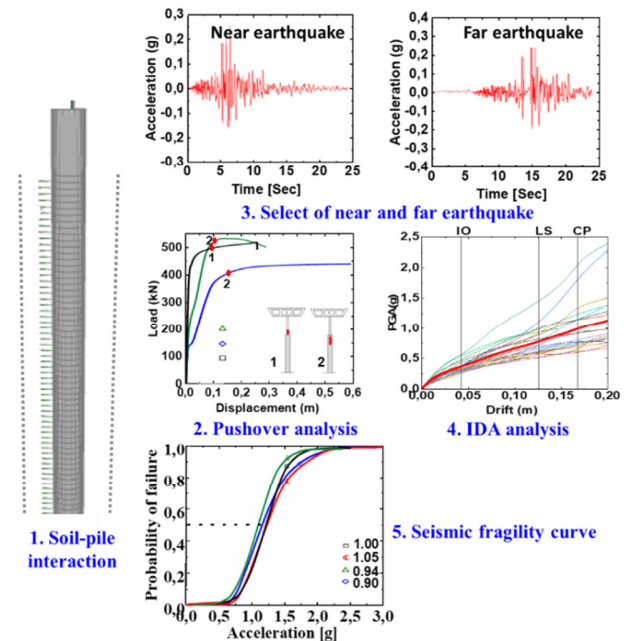 Near earthquake
Far earthquake
Acceleration (g)
0,3
0,2
0,1
0,0
-0,1
-0,2
-0,3
0 5 10 15 20 25
Time [Sec]
Acceleration (g)
0,4
0,2
0,0
-0,2
-0,4
0 5 10 15 20 25
Time [Sec]
3. Select of near and far earthquake
Load (kN)
500
400
300
200
100
0
0,0 0,1 0,2 0,3 0,4 0,5 0,6
Displacement (m)
2
1
1
2
1
2
2. Pushover analysis
IO LS CP
PGA(g)
2,5
2,0
1,5
1,0
0,5
0,0
0,00 0,05 0,10 0,15 0,20
Drift (m)
4. IDA analysis
1. Soil-pile
interaction
Probability of failure
1,0
0,8
0,6
0,4
0,2
0,0
0,0 0,5 1,0 1,5 2,0 2,5 3,0
Acceleration [g]
1.00
1.05
0.94
0.90
5. Seismic fragility curve